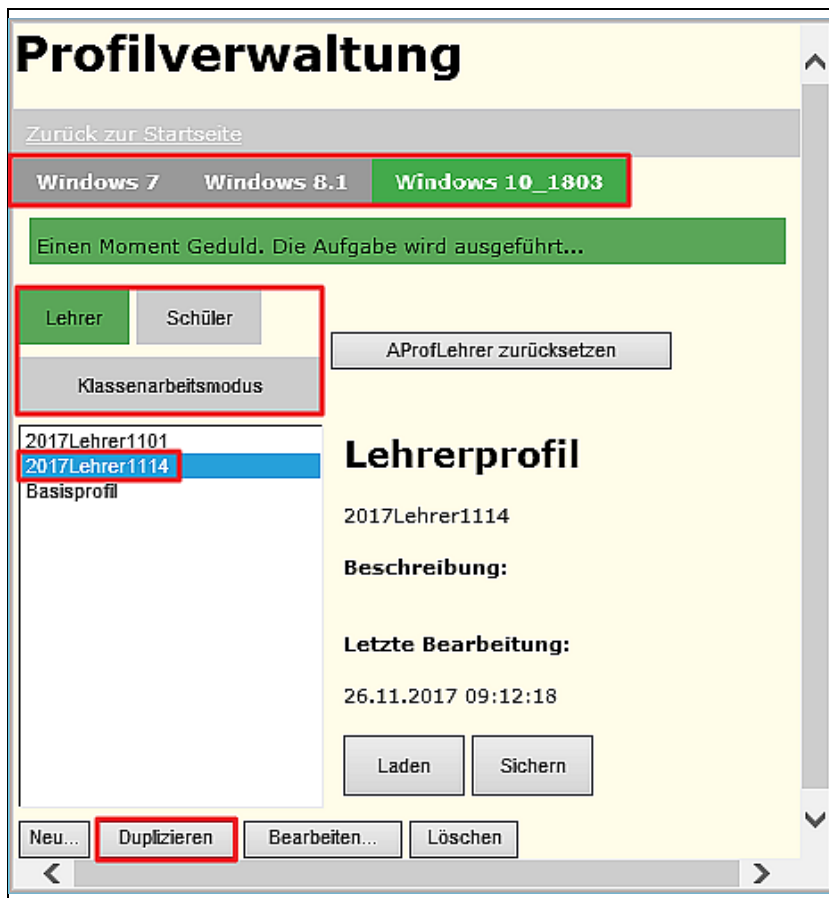 Profilverwaltung
Zurück zur Startseite
Windows 7 Windows 8.1 Windows 10_1803
Einen Moment Geduld. Die Aufgabe wird ausgeführt...
Lehrer Schüler
AProfLehrer zurücksetzen
Klassenarbeitsmodus
2017Lehrer1101
2017Lehrer1114
Basisprofil
Lehrerprofil
2017Lehrer1114
Beschreibung:
Letzte Bearbeitung:
26.11.2017 09:12:18
Laden Sichern
Neu... Duplizieren Bearbeiten... Löschen